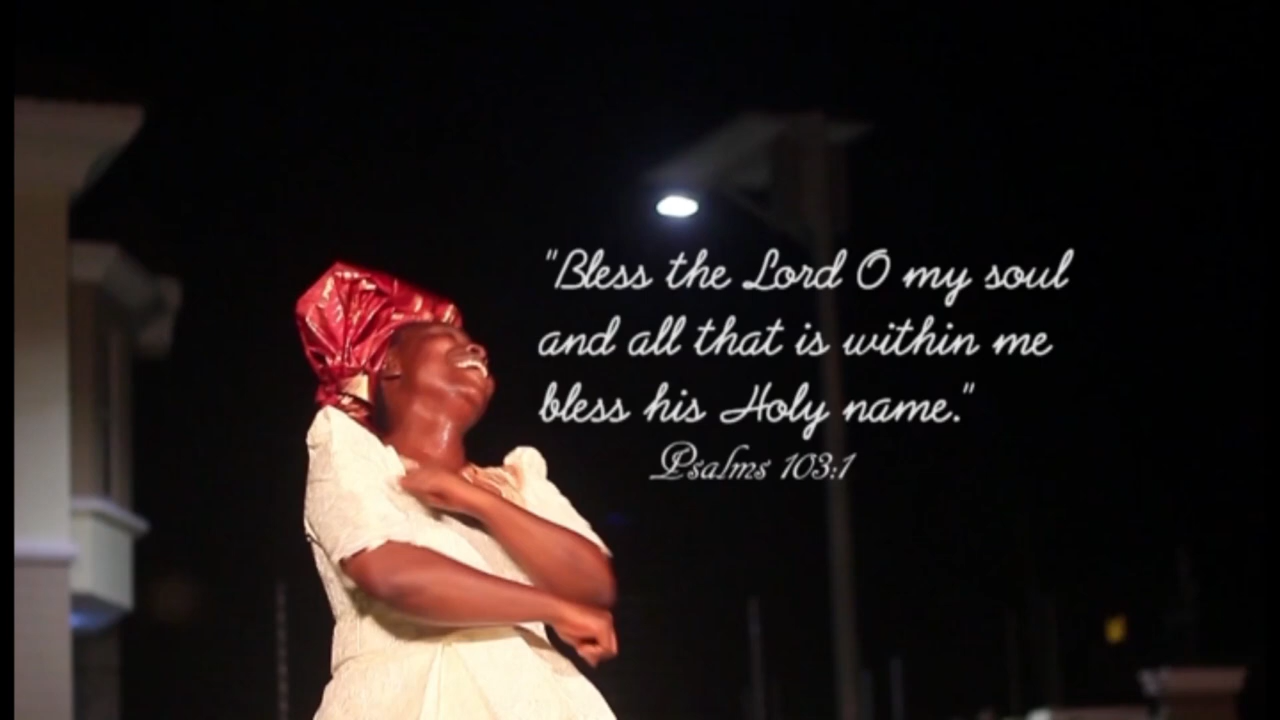 "Bless the Lord O my soul
and all that is within me
bless his Holy name."
Psalms 103:1